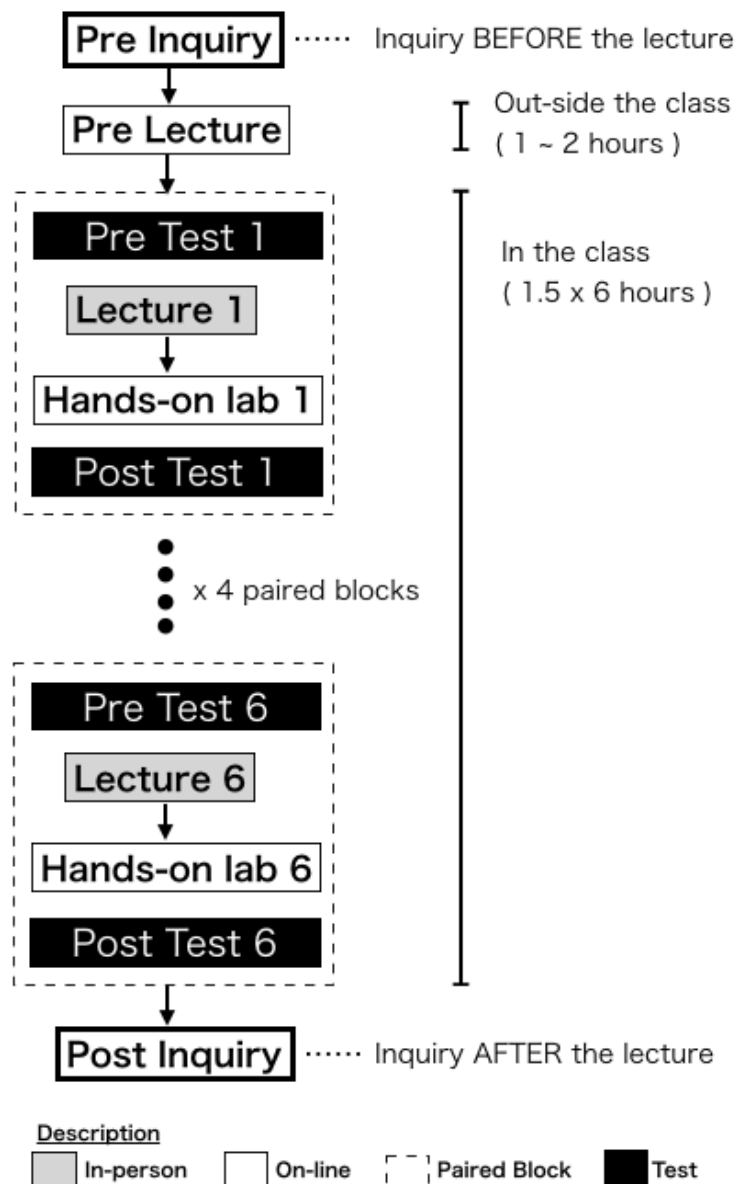 Pre Inquiry ...... Inquiry BEFORE the lecture
Pre Lecture
Out-side the class
( 1 ~ 2 hours )
Pre Test 1
Lecture 1
Hands-on lab 1
Post Test 1
In the class
( 1.5 x 6 hours )
x 4 paired blocks
Pre Test 6
Lecture 6
Hands-on lab 6
Post Test 6
Post Inquiry ...... Inquiry AFTER the lecture
Description
In-person On-line Paired Block Test